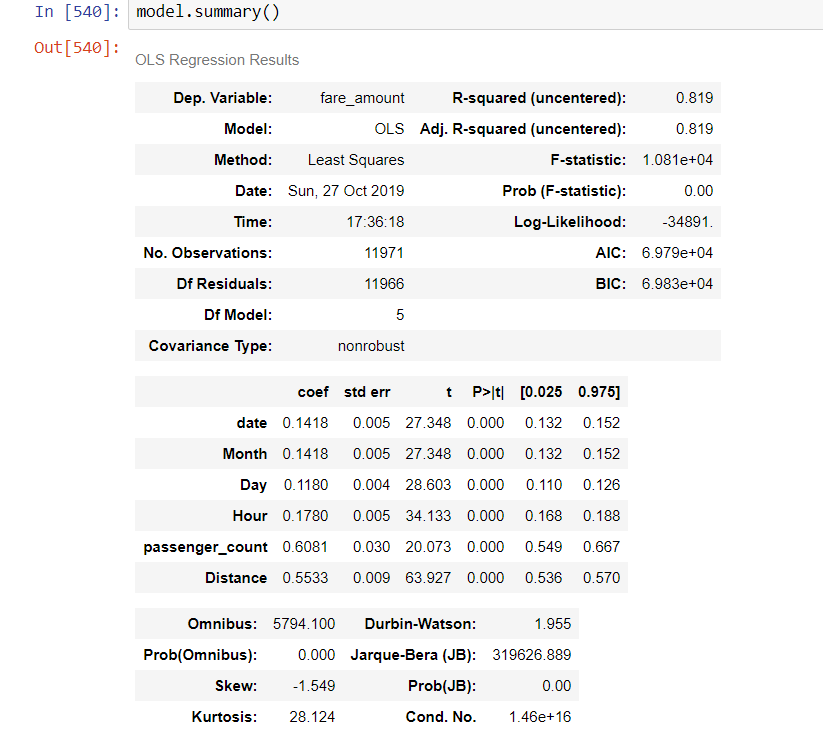 In [540]: model.summary()
Out[540]:
OLS Regression Results
Dep. Variable: fare_amount R-squared (uncentered): 0.819
Model: OLS Adj. R-squared (uncentered): 0.819
Method: Least Squares F-statistic: 1.081e+04
Date: Sun, 27 Oct 2019 Prob (F-statistic): 0.00
Time: 17:36:18 Log-Likelihood: -34891.
No. Observations: 11971 AIC: 6.979e+04
Df Residuals: 11966 BIC: 6.983e+04
Df Model: 5
Covariance Type: nonrobust
coef std err t P>|t| [0.025 0.975]
date 0.1418 0.005 27.348 0.000 0.132 0.152
Month 0.1418 0.005 27.348 0.000 0.132 0.152
Day 0.1180 0.004 28.603 0.000 0.110 0.126
Hour 0.1780 0.005 34.133 0.000 0.168 0.188
passenger_count 0.6081 0.030 20.073 0.000 0.549 0.667
Distance 0.5533 0.009 63.927 0.000 0.536 0.570
Omnibus: 5794.100 Durbin-Watson: 1.955
Prob(Omnibus): 0.000 Jarque-Bera (JB): 319626.889
Skew: -1.549 Prob(JB): 0.00
Kurtosis: 28.124 Cond. No. 1.46e+16